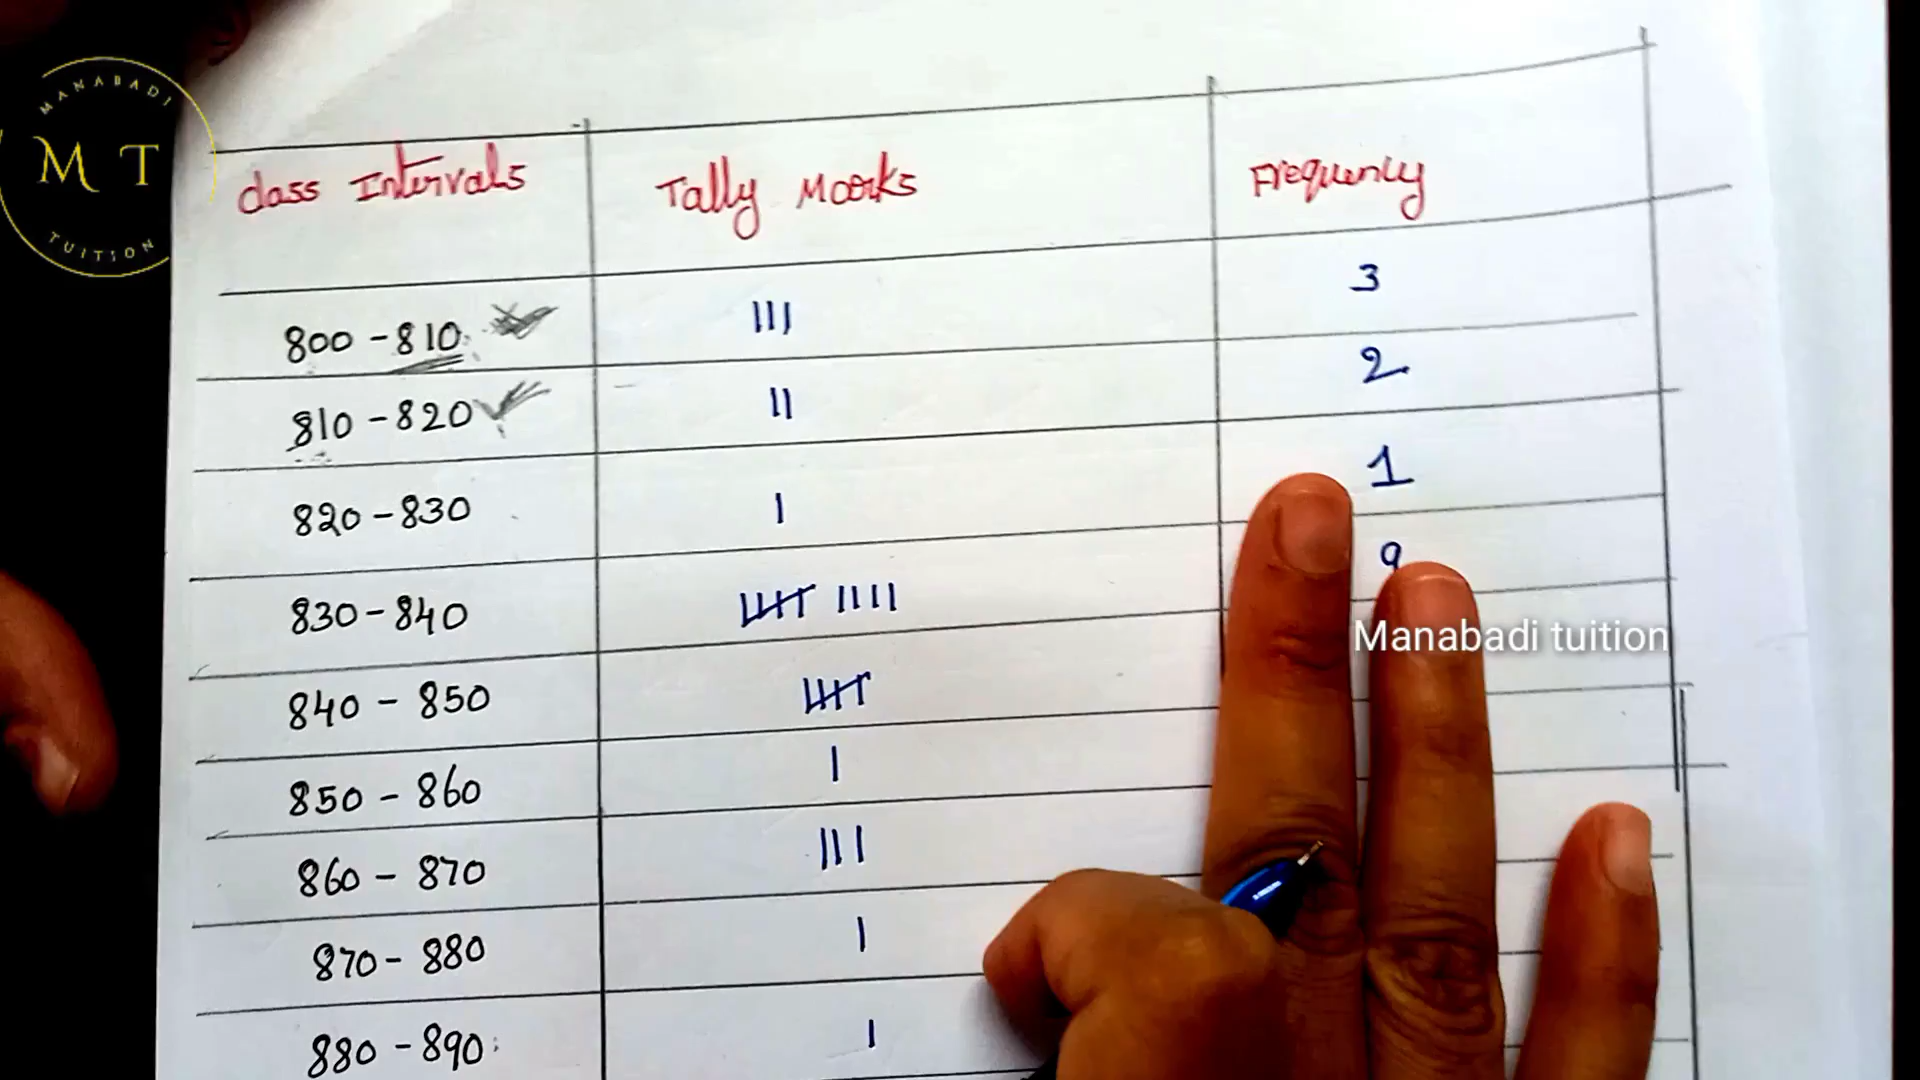 MANABADI
MT
TUITION
class Intervals Tally Marks Frequency
800 - 810 ||| 3
810 - 820 || 2
820 - 830 | 1
830 - 840 |||| |||| 9
840 - 850 ||||
850 - 860 |
860 - 870 |||
870 - 880 |
880 - 890 |
Manabadi tuition